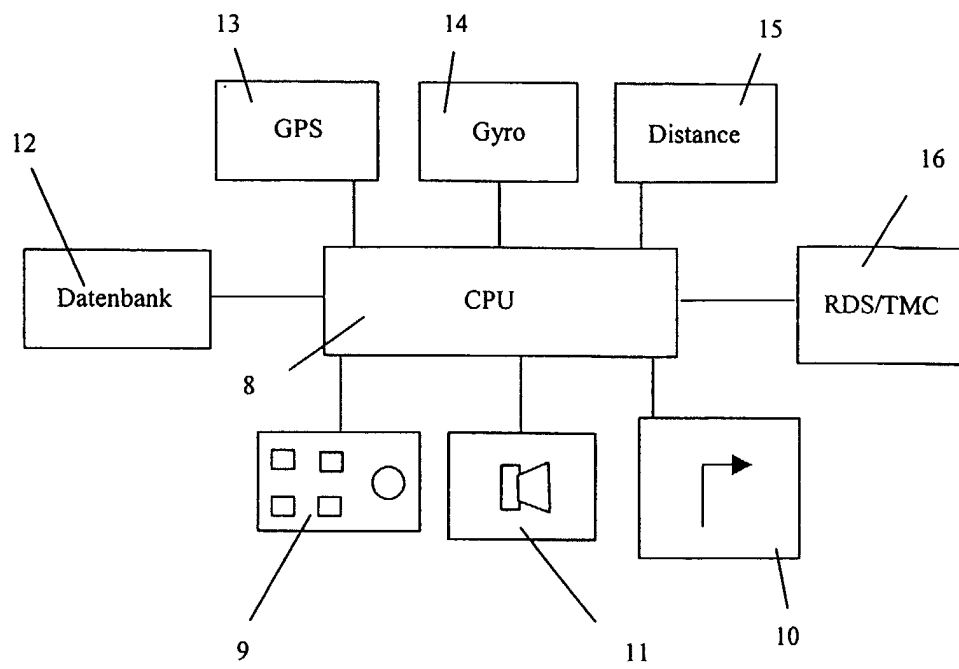 13
14
15
GPS
Gyro
Distance
12
16
Datenbank
CPU
RDS/TMC
8
9
11
10